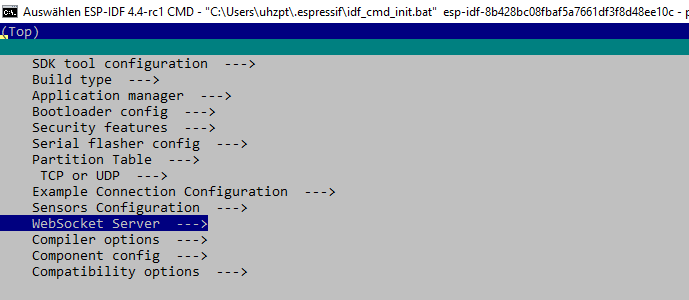 Auswählen ESP-IDF 4.4-rc1 CMD - "C:\Users\uhzpt\.espressif\idf_cmd_init.bat" esp-idf-8b428bc08fbaf5a7661df3f8d48ee10c - p
(Top)
SDK tool configuration --->
Build type --->
Application manager --->
Bootloader config --->
Security features --->
Serial flasher config --->
Partition Table --->
TCP or UDP --->
Example Connection Configuration --->
Sensors Configuration --->
WebSocket Server --->
Compiler options --->
Component config --->
Compatibility options --->